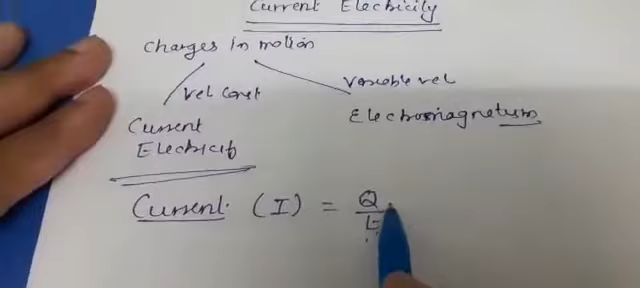 Current Electricity
Charges in motion
Vel const
Variable vel
Current
Electricity
Electromagnetism
Current (I) = Q/t